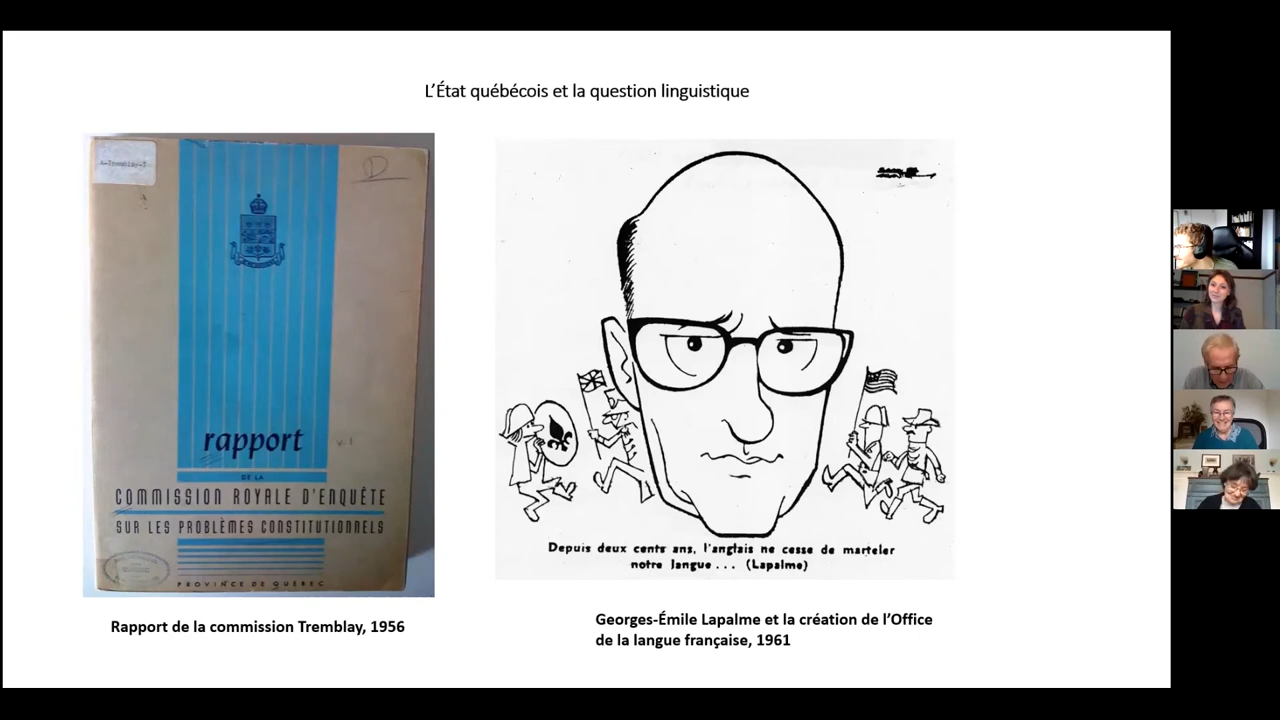 L'État québécois et la question linguistique
D
rapport
v. 1
DE LA
COMMISSION ROYALE D'ENQUÊTE
SUR LES PROBLÈMES CONSTITUTIONNELS
PROVINCE DE QUÉBEC
Rapport de la commission Tremblay, 1956
Depuis deux cents ans, l'anglais ne cesse de marteler
notre langue... (Lapalme)
Georges-Émile Lapalme et la création de l'Office
de la langue française, 1961